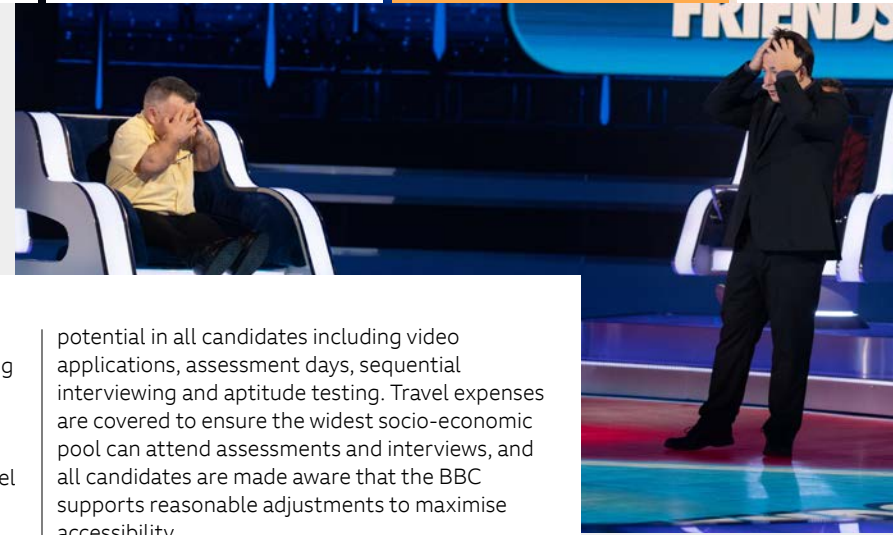 FRIENDS
g
el
potential in all candidates including video
applications, assessment days, sequential
interviewing and aptitude testing. Travel expenses
are covered to ensure the widest socio-economic
pool can attend assessments and interviews, and
all candidates are made aware that the BBC
supports reasonable adjustments to maximise
accessibility.